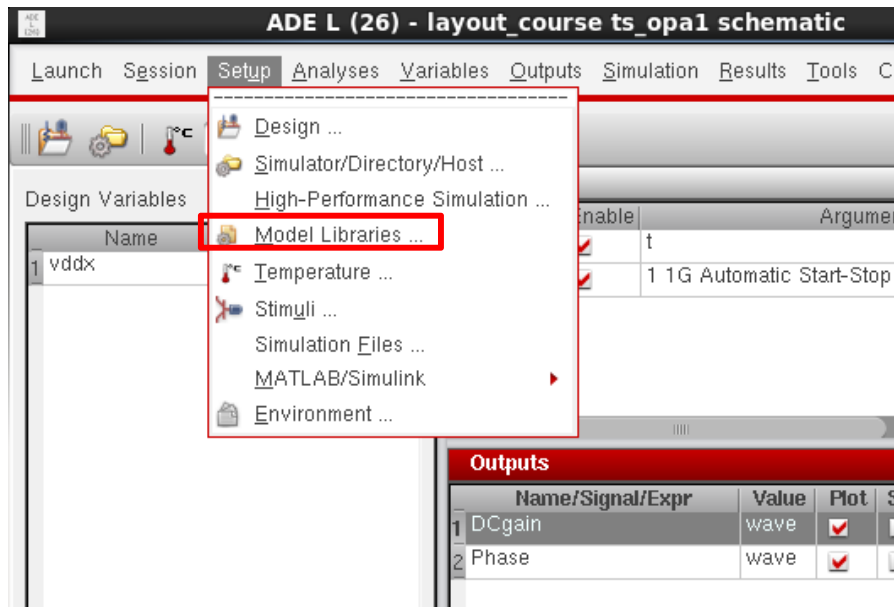 ADE L (26) - layout_course ts_opa1 schematic
Launch Session Setup Analyses Variables Outputs Simulation Results Tools C
Design ...
Simulator/Directory/Host ...
High-Performance Simulation ...
Model Libraries ...
Temperature ...
Stimuli ...
Simulation Files ...
MATLAB/Simulink
Environment ...
°C
Design Variables
Name
1 vddx
nable Argume
t
1 1G Automatic Start-Stop
Outputs
Name/Signal/Expr Value Plot S
1 DCgain wave
2 Phase wave